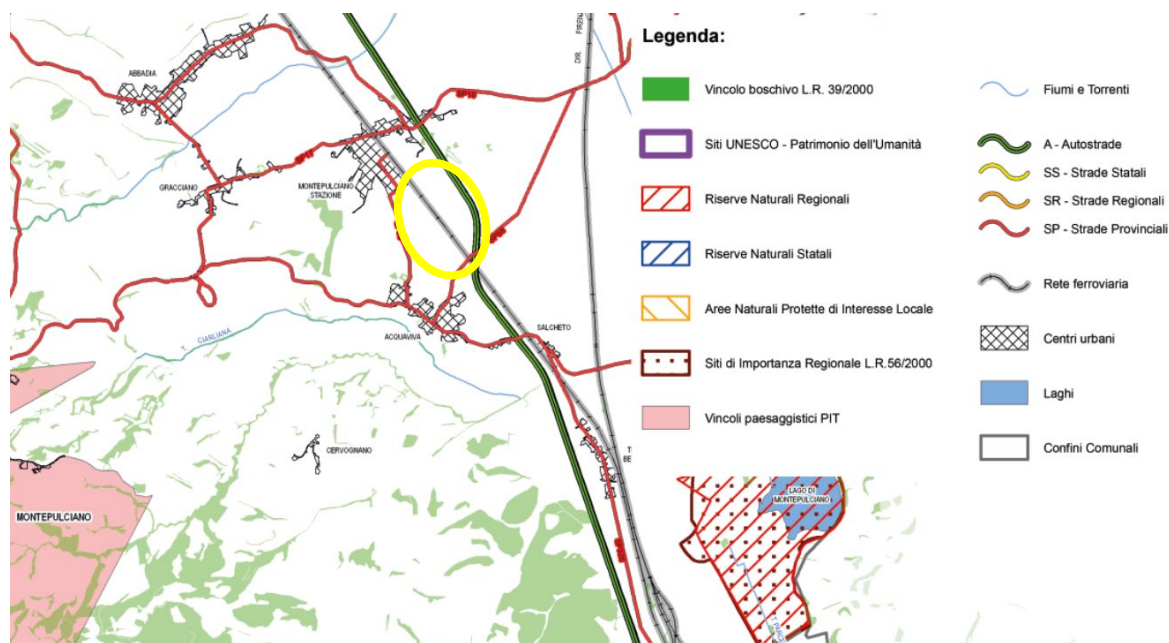 Legenda:
Vincolo boschivo L.R. 39/2000
Siti UNESCO - Patrimonio dell'Umanità
Riserve Naturali Regionali
Riserve Naturali Statali
Aree Naturali Protette di Interesse Locale
Siti di Importanza Regionale L.R.56/2000
Vincoli paesaggistici PIT
Fiumi e Torrenti
A - Autostrade
SS - Strade Statali
SR - Strade Regionali
SP - Strade Provinciali
Rete ferroviaria
Centri urbani
Laghi
Confini Comunali
DIR. FIRENZ
ABBADIA
GRACCIANO
MONTEPULCIANO
STAZIONE
T. CIARLIANA
ACQUAVIVA
SALCHETO
CERVOGNANO
MONTEPULCIANO
LAGO DI
MONTEPULCIANO